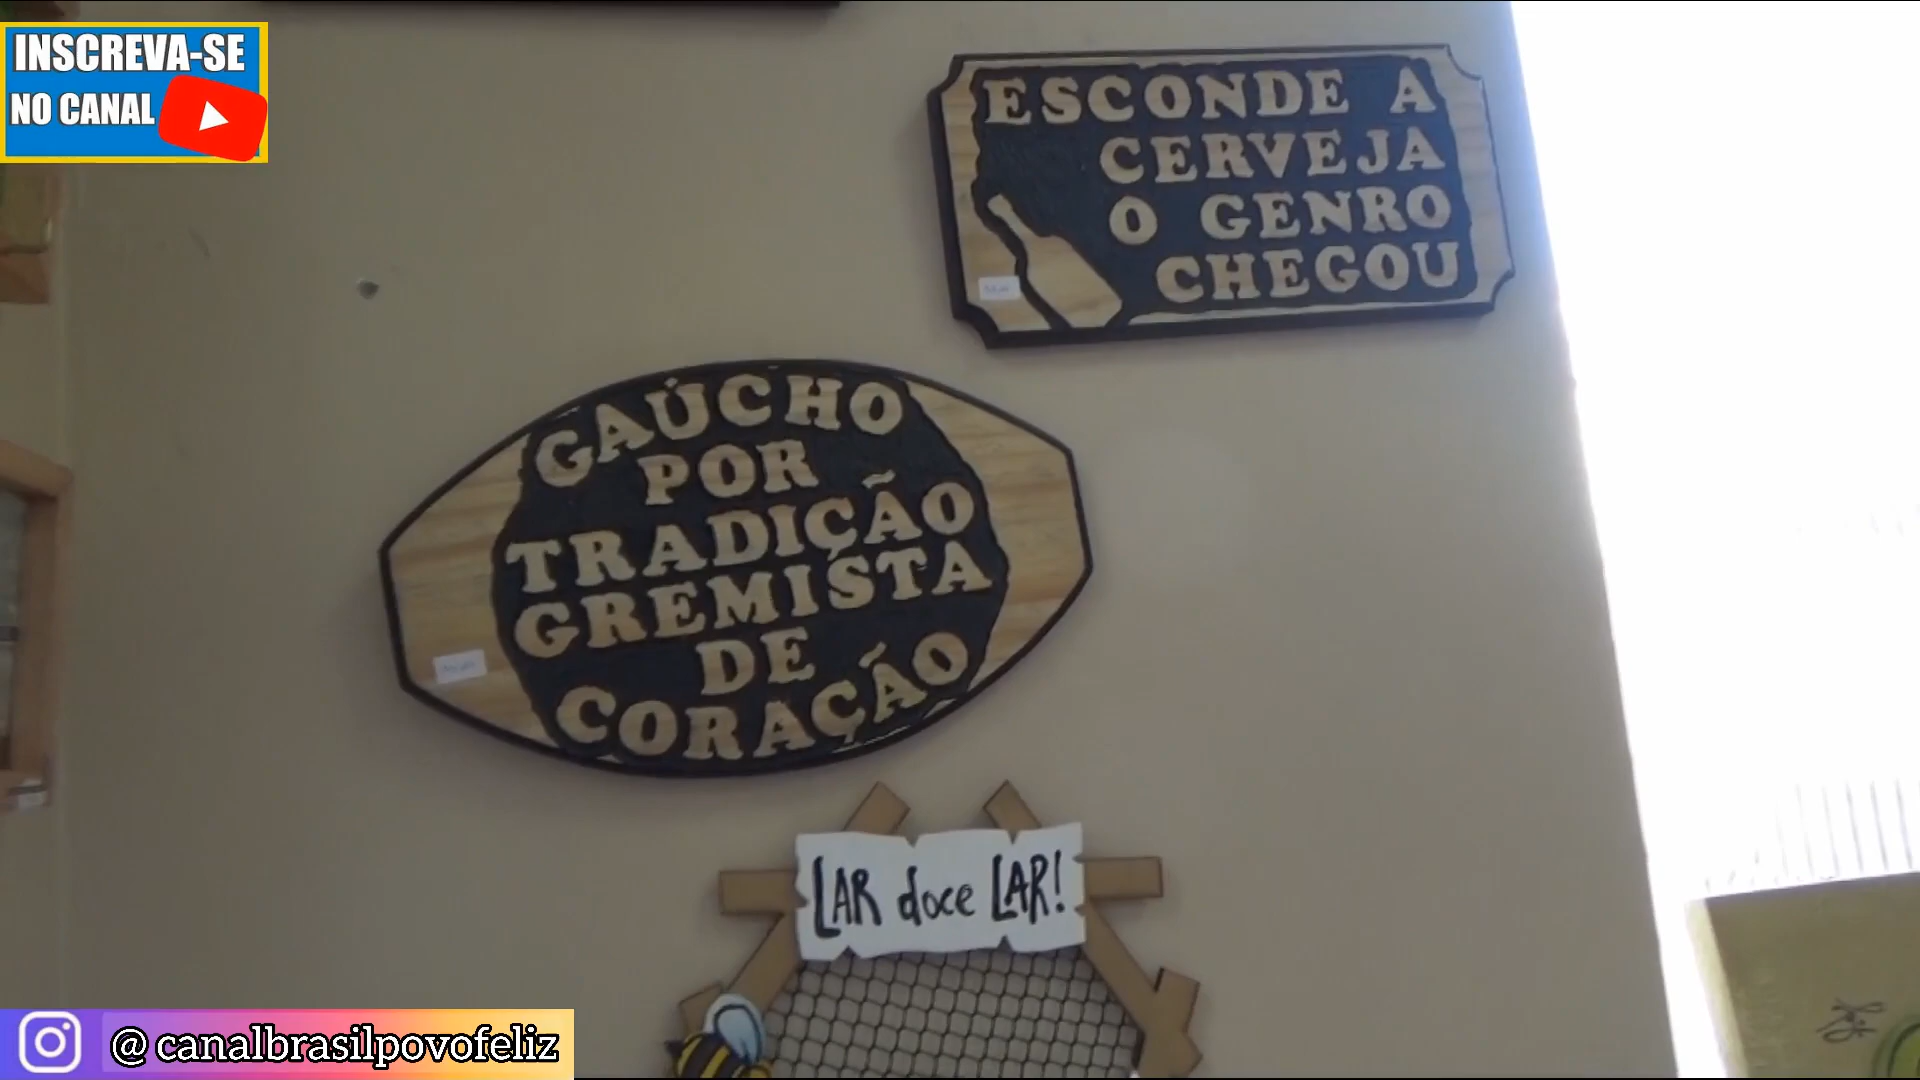 INSCREVA-SE
NO CANAL
ESCONDE A
CERVEJA
O GENRO
CHEGOU
GAÚCHO
POR
TRADIÇÃO
GREMISTA
DE
CORAÇÃO
LAR doce LAR!
@ canalbrasilpovofeliz